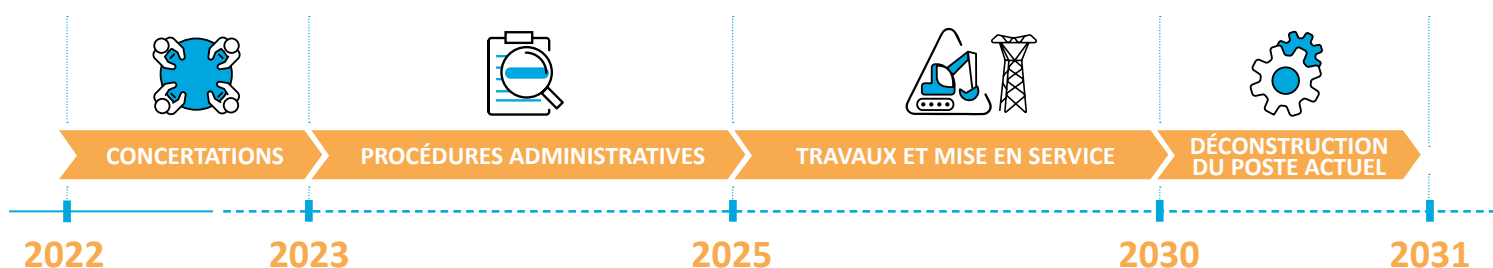 CONCERTATIONS
PROCÉDURES ADMINISTRATIVES
TRAVAUX ET MISE EN SERVICE
DÉCONSTRUCTION
DU POSTE ACTUEL
2022
2023
2025
2030
2031